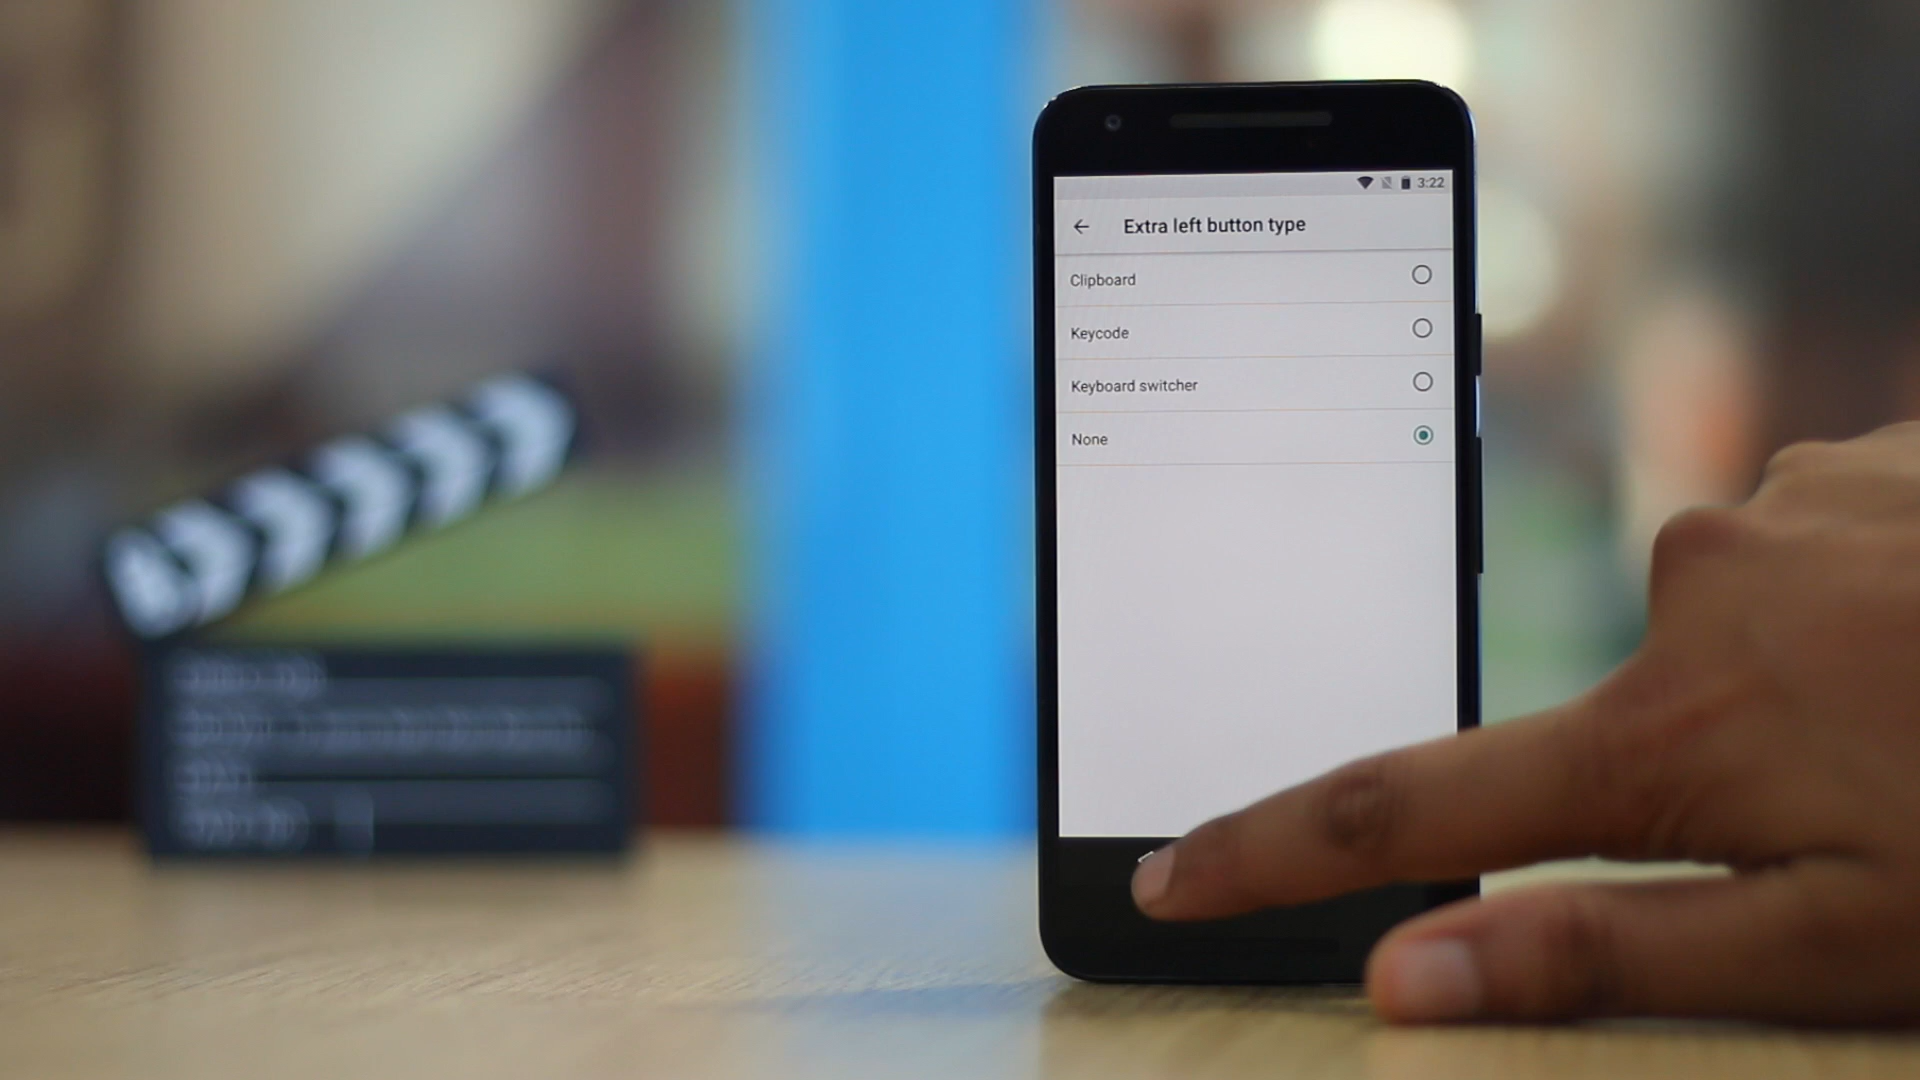 3:22
Extra left button type
Clipboard
Keycode
Keyboard switcher
None